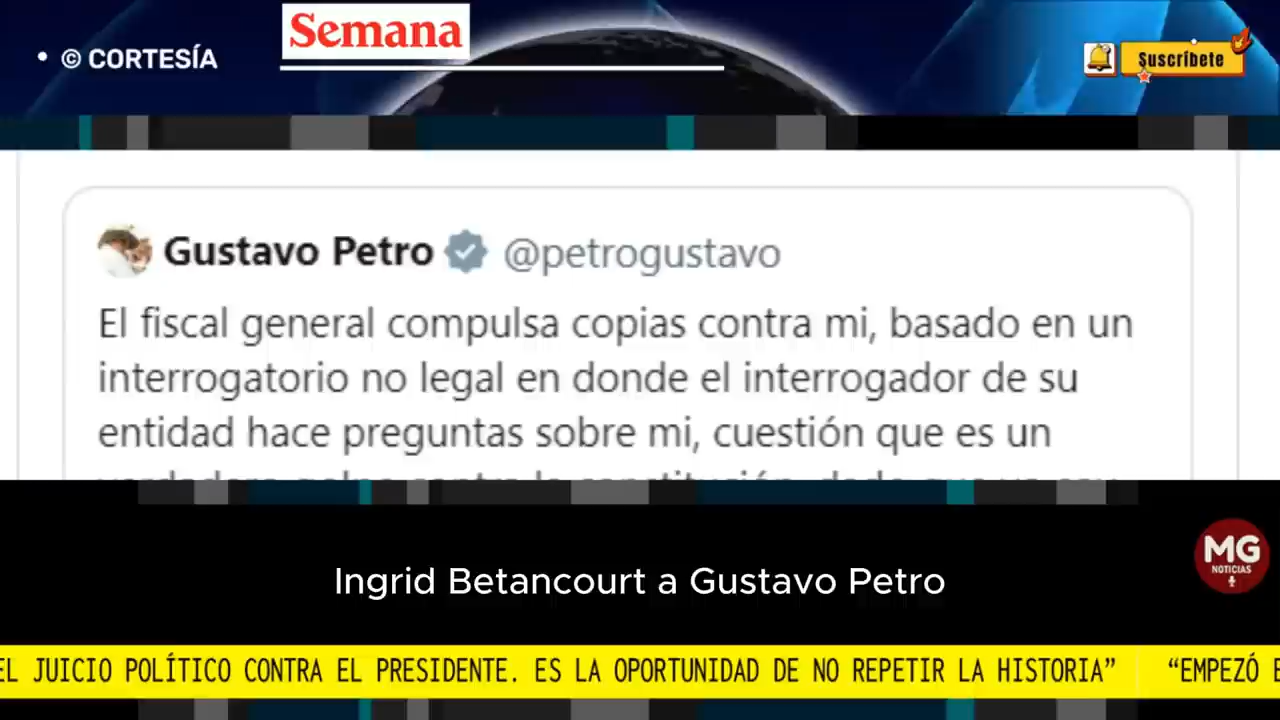 • © CORTESÍA
Semana
Suscríbete
Gustavo Petro @petrogustavo
El fiscal general compulsa copias contra mi, basado en un
interrogatorio no legal en donde el interrogador de su
entidad hace preguntas sobre mi, cuestión que es un
MG
NOTICIAS
Ingrid Betancourt a Gustavo Petro
EL JUICIO POLÍTICO CONTRA EL PRESIDENTE. ES LA OPORTUNIDAD DE NO REPETIR LA HISTORIA” “EMPEZÓ E